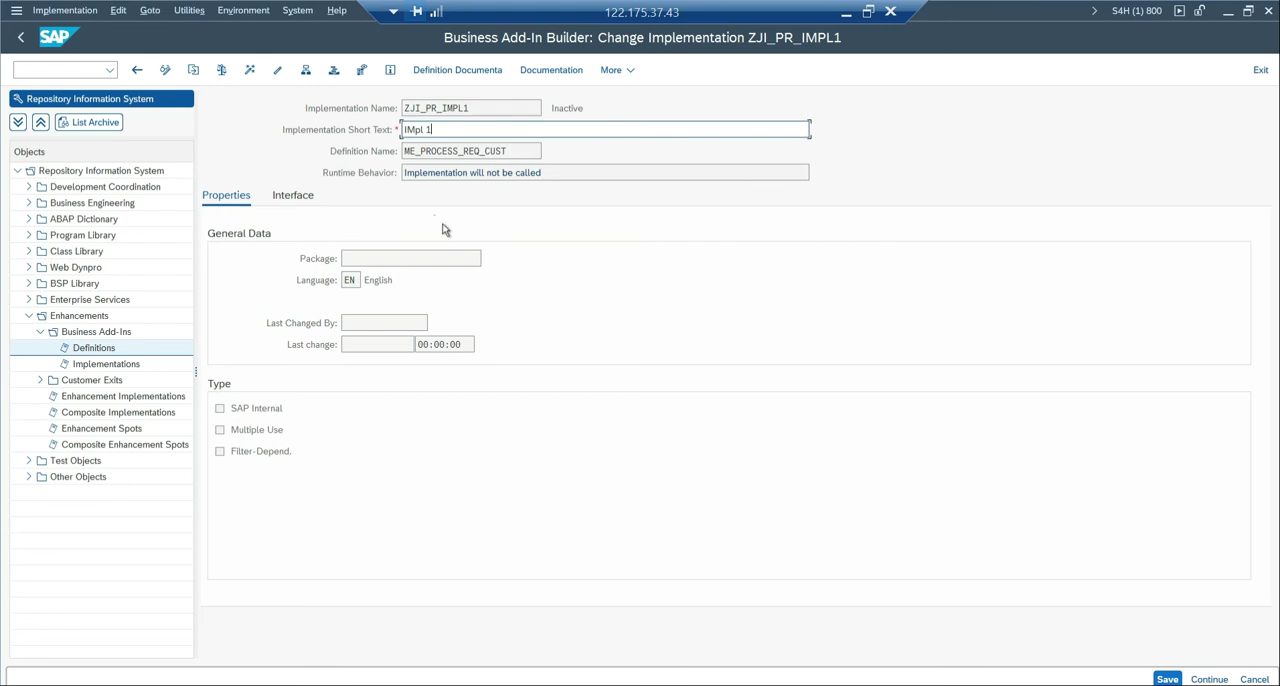 122.175.37.43
Implementation Edit Goto Utilities Environment System Help S4H (1) 800
SAP Business Add-In Builder: Change Implementation ZJI_PR_IMPL1
Definition Documenta Documentation More Exit
Repository Information System
List Archive
Objects
Repository Information System
Development Coordination
Business Engineering
ABAP Dictionary
Program Library
Class Library
Web Dynpro
BSP Library
Enterprise Services
Enhancements
Business Add-Ins
Definitions
Implementations
Customer Exits
Enhancement Implementations
Composite Implementations
Enhancement Spots
Composite Enhancement Spots
Test Objects
Other Objects
Implementation Name: ZJI_PR_IMPL1 Inactive
Implementation Short Text: * IMpl 1
Definition Name: ME_PROCESS_REQ_CUST
Runtime Behavior: Implementation will not be called
Properties Interface
General Data
Package:
Language: EN English
Last Changed By:
Last change: 00:00:00
Type
SAP Internal
Multiple Use
Filter-Depend.
Save Continue Cancel